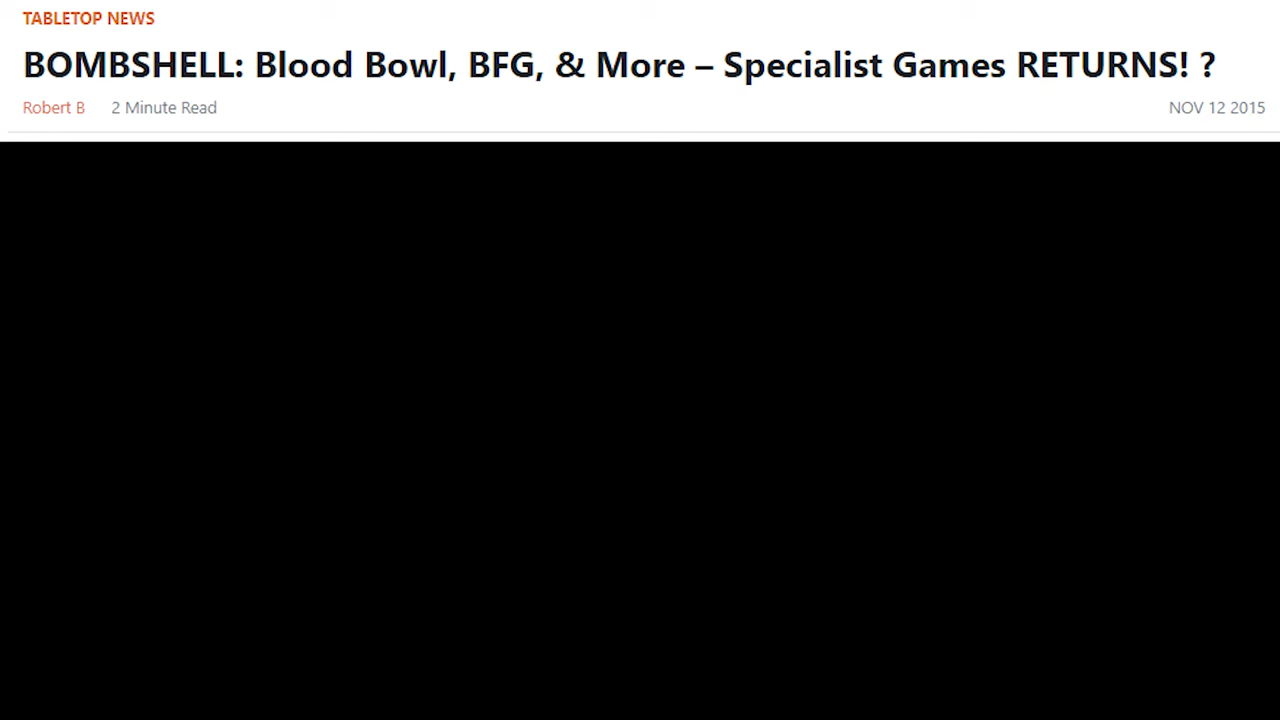 TABLETOP NEWS
BOMBSHELL: Blood Bowl, BFG, & More – Specialist Games RETURNS! ?
Robert B 2 Minute Read NOV 12 2015